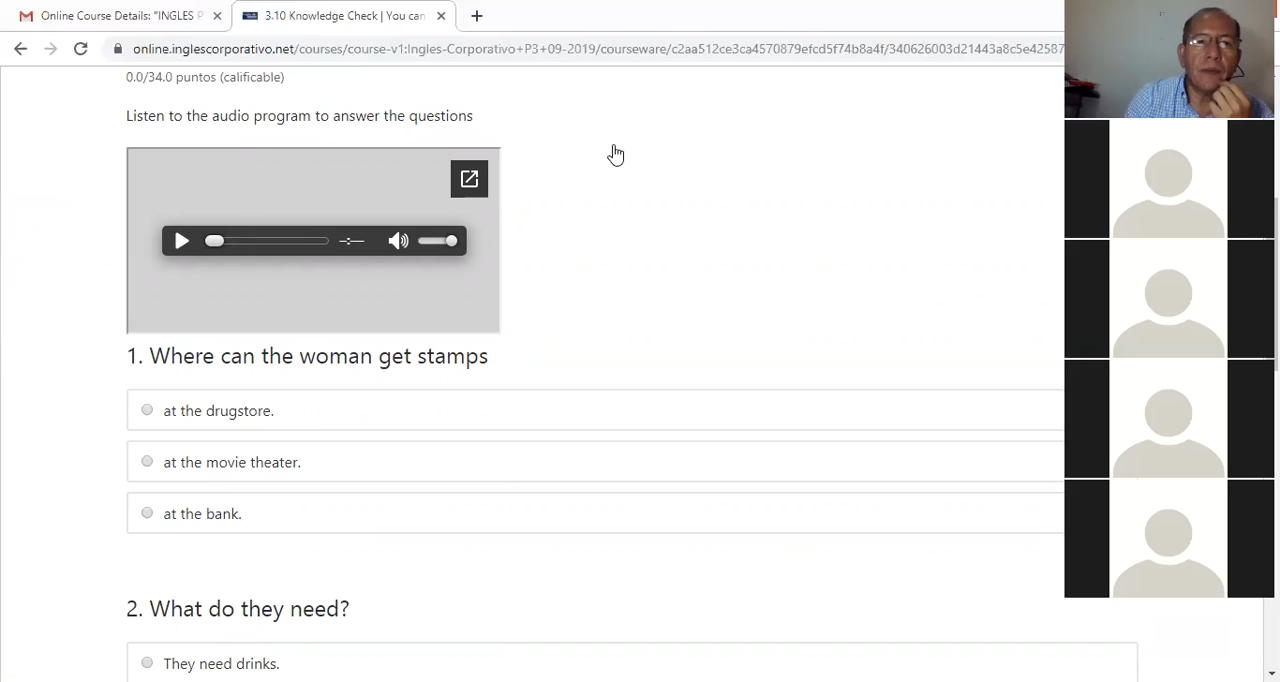 Online Course Details: "INGLES P
3.10 Knowledge Check | You can
online.inglescorporativo.net/courses/course-v1:Ingles-Corporativo+P3+09-2019/courseware/c2aa512ce3ca4570879efcd5f74b8a4f/340626003d21443a8c5e42587
0.0/34.0 puntos (calificable)
Listen to the audio program to answer the questions
1. Where can the woman get stamps
at the drugstore.
at the movie theater.
at the bank.
2. What do they need?
They need drinks.